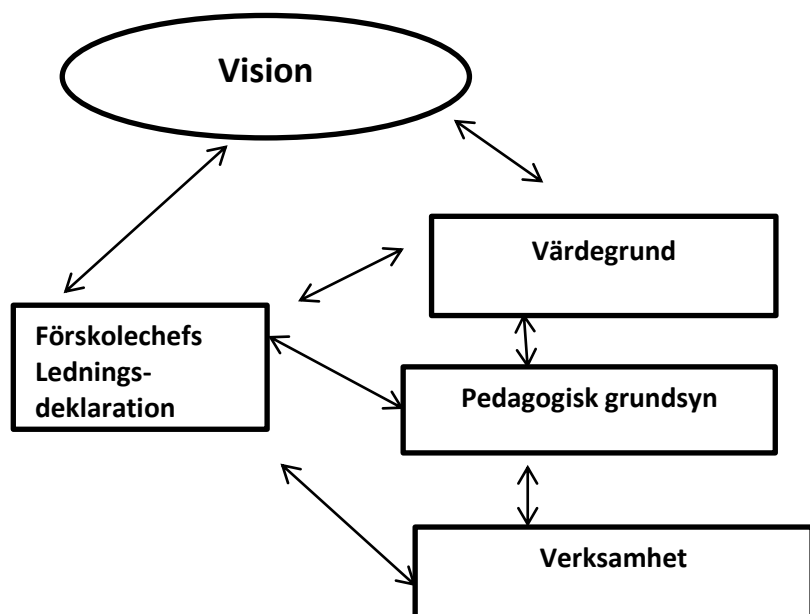 Vision
Värdegrund
Förskolechefs
Lednings-
deklaration
Pedagogisk grundsyn
Verksamhet